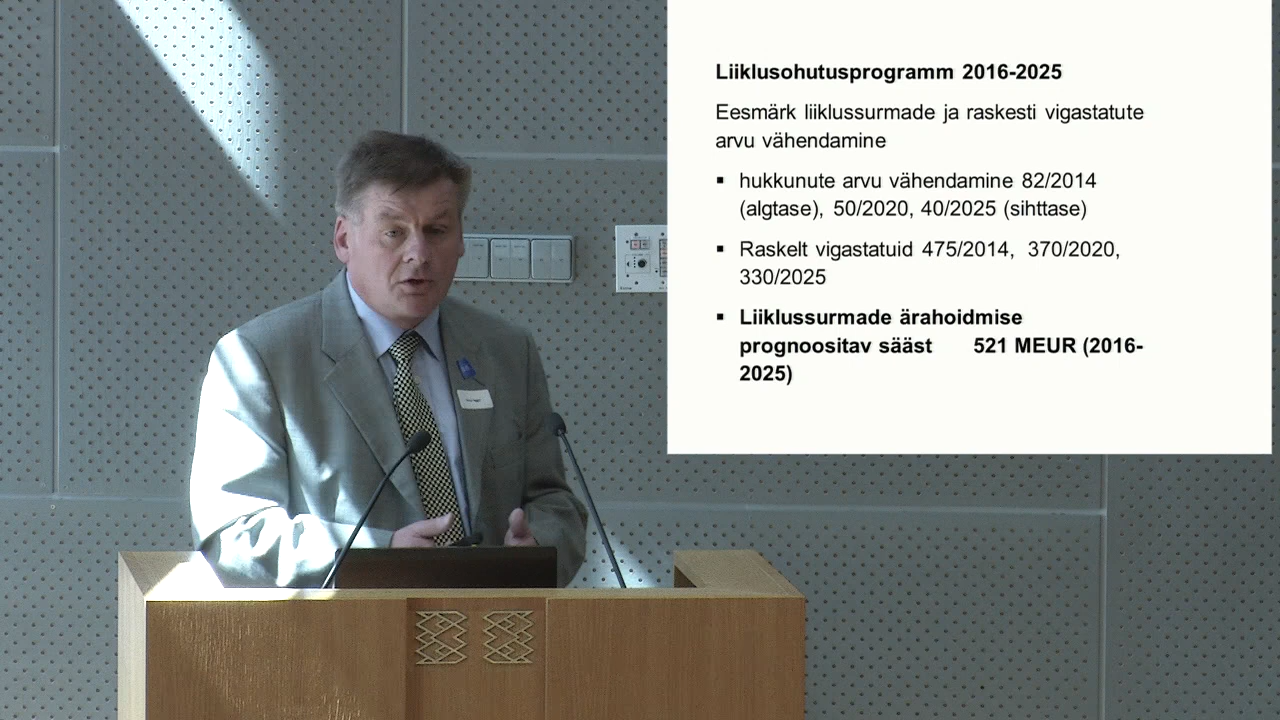 Liiklusohutusprogramm 2016-2025
Eesmärk liiklussurmade ja raskesti vigastatute
arvu vähendamine
▪ hukkunute arvu vähendamine 82/2014
(algtase), 50/2020, 40/2025 (sihttase)
▪ Raskelt vigastatuid 475/2014, 370/2020,
330/2025
▪ Liiklussurmade ärahoidmise
prognoositav sääst 521 MEUR (2016-
2025)